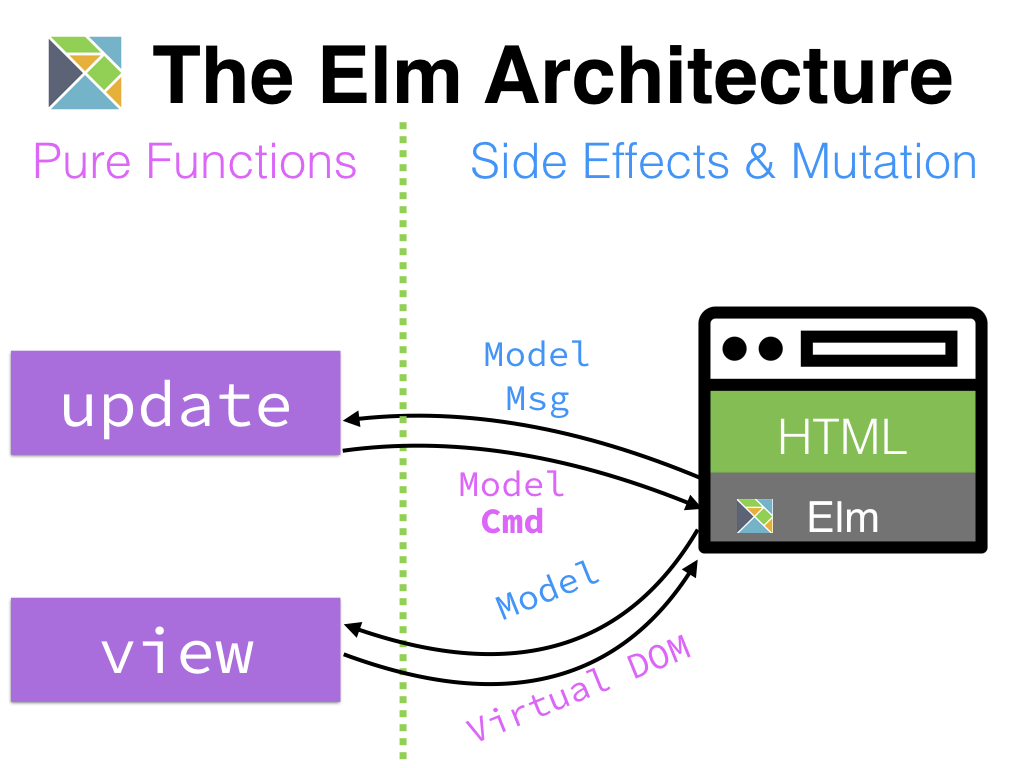 The Elm Architecture
Pure Functions
Side Effects & Mutation
update
Model
Msg
Model
Cmd
HTML
Elm
view
Model
Virtual DOM